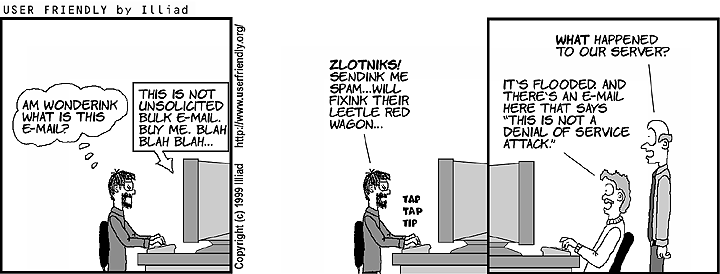 USER FRIENDLY by Illiad
AM WONDERINK
WHAT IS THIS
E-MAIL?
THIS IS NOT
UNSOLICITED
BULK E-MAIL.
BUY ME. BLAH
BLAH BLAH...
Copyright (c) 1999 Illiad http://www.userfriendly.org/
ZLOTNIKS!
SENDINK ME
SPAM...WILL
FIXINK THEIR
LEETLE RED
WAGON...
TAP
TAP
TIP
WHAT HAPPENED
TO OUR SERVER?
IT'S FLOODED. AND
THERE'S AN E-MAIL
HERE THAT SAYS
"THIS IS NOT A
DENIAL OF SERVICE
ATTACK."